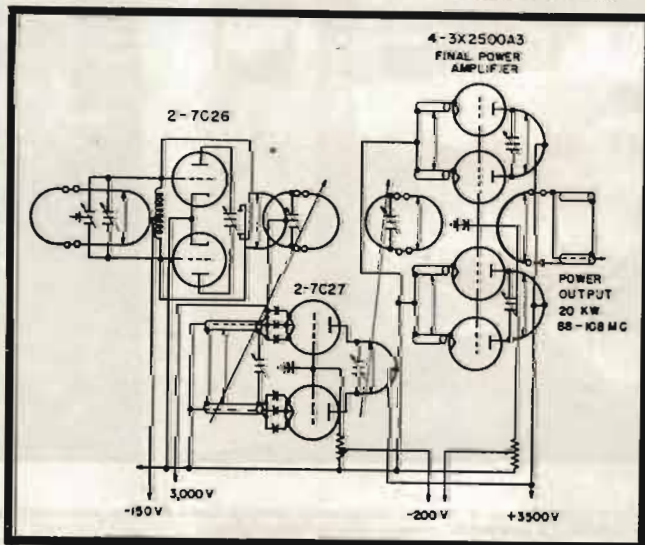 4-3X2500A3
FINAL POWER
AMPLIFIER
2-7C26
2-7C27
POWER
OUTPUT
20 KW
88-108 MC
-150 V
3,000 V
-200 V
+3500 V